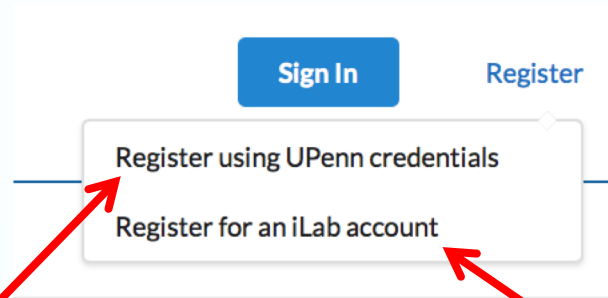 Sign In Register
Register using UPenn credentials
Register for an iLab account